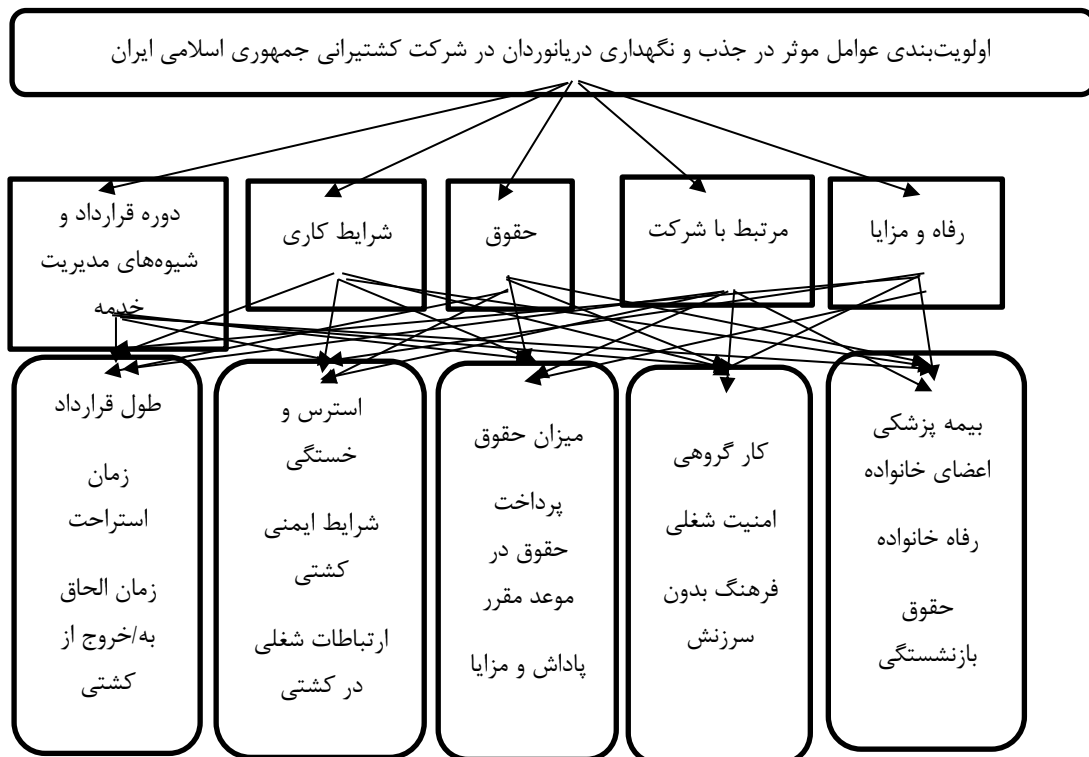 اولویت‌بندی عوامل موثر در جذب و نگهداری دریانوردان در شرکت کشتیرانی جمهوری اسلامی ایران
رفاه و مزایا
مرتبط با شرکت
حقوق
شرایط کاری
دوره قرارداد و
شیوه‌های مدیریت
خدمه
بیمه پزشکی
اعضای خانواده
رفاه خانواده
حقوق
بازنشستگی
کار گروهی
امنیت شغلی
فرهنگ بدون
سرزنش
میزان حقوق
پرداخت
حقوق در
موعد مقرر
پاداش و مزایا
استرس و
خستگی
شرایط ایمنی
کشتی
ارتباطات شغلی
در کشتی
طول قرارداد
زمان
استراحت
زمان الحاق
به/خروج از
کشتی